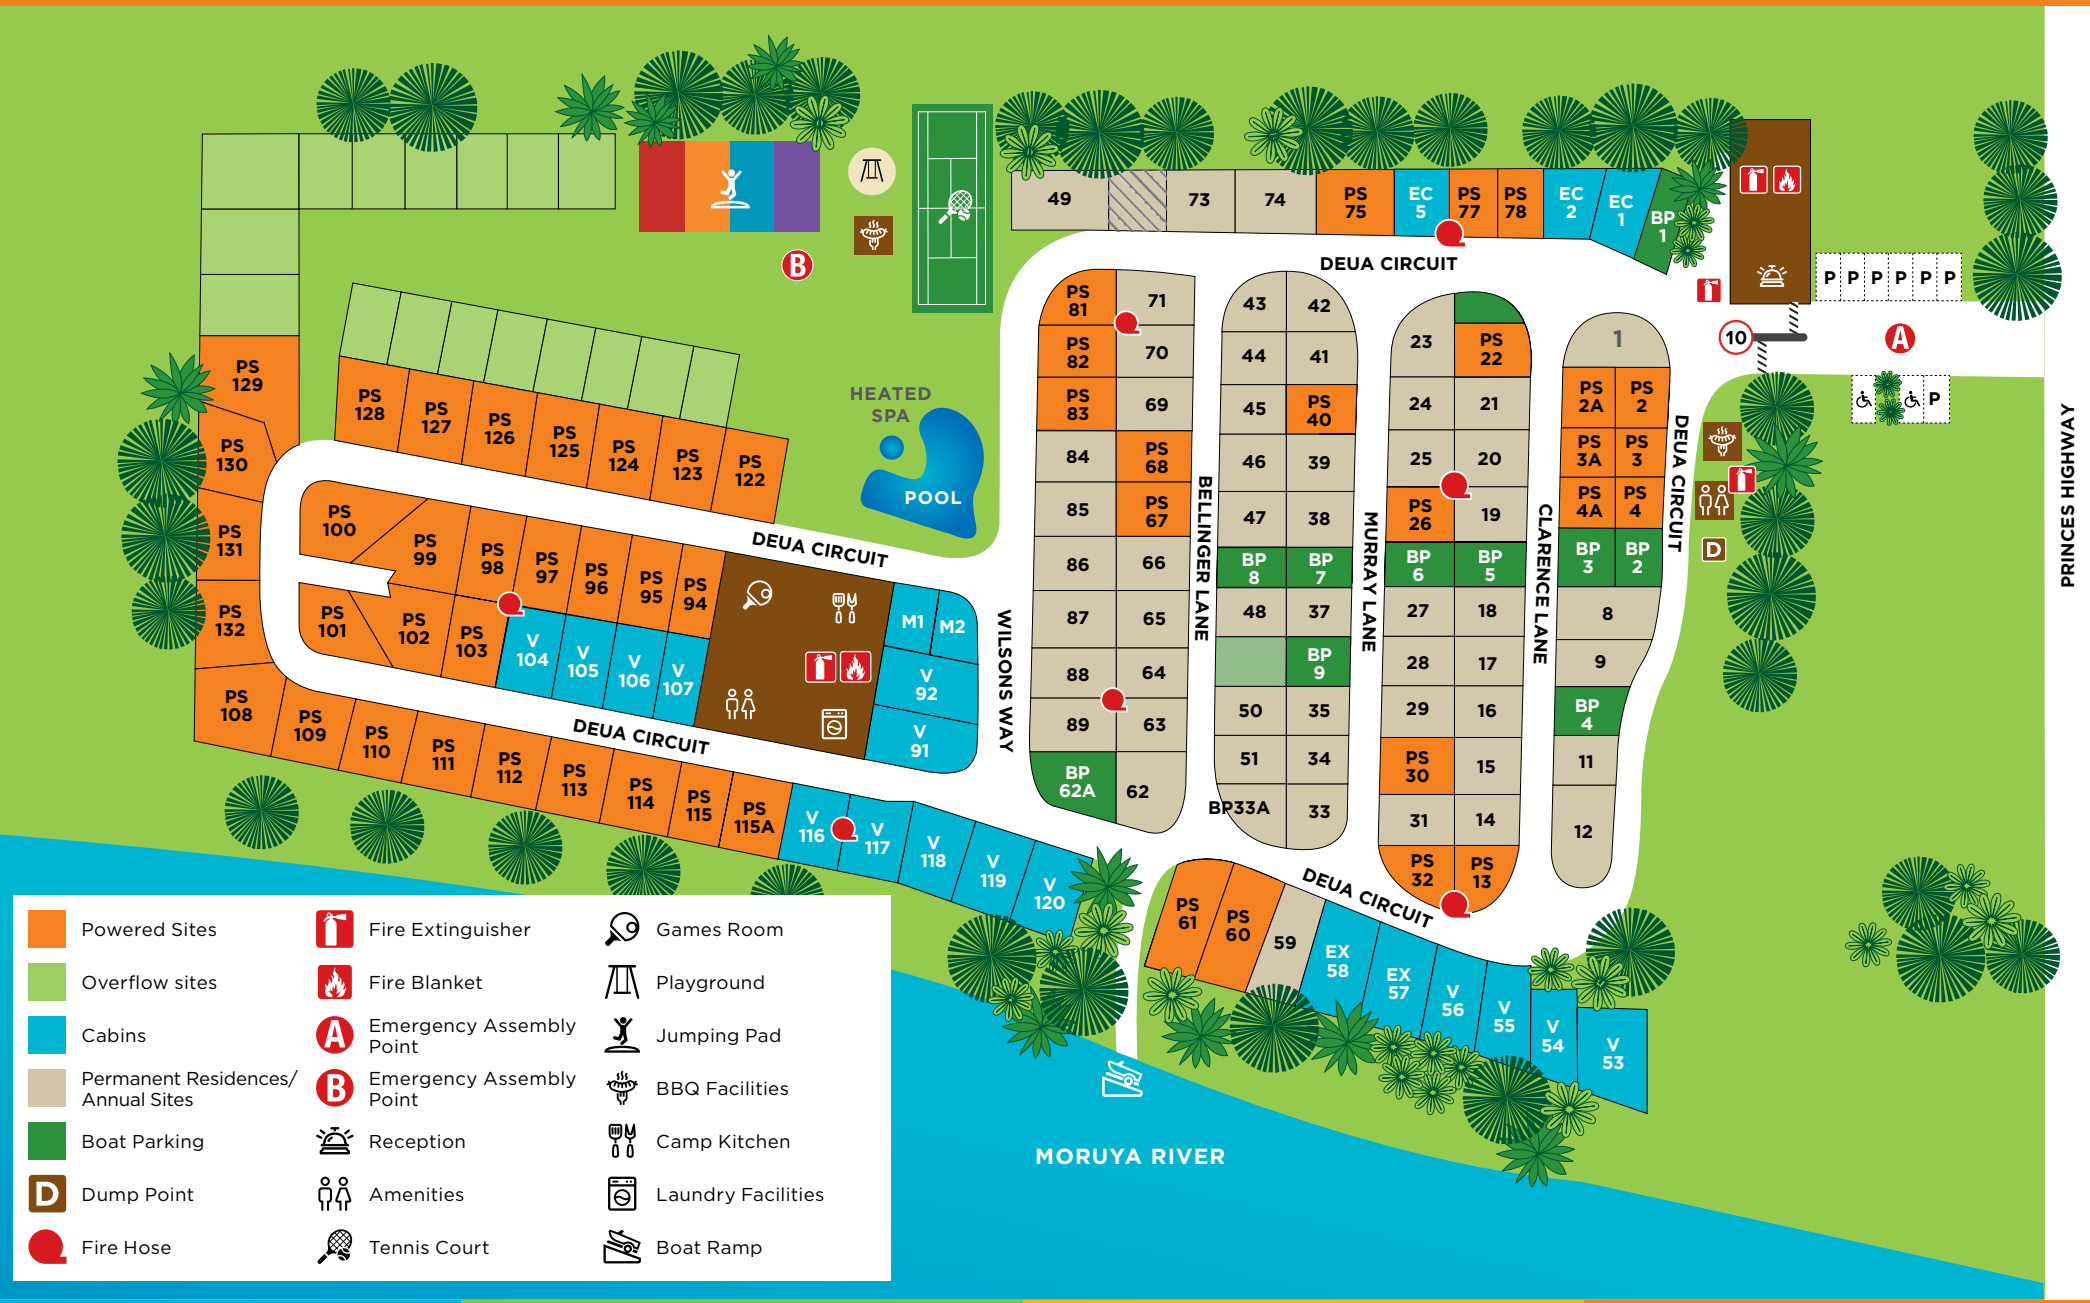 49
73
74
PS
75
EC
5
PS
77
PS
78
EC
2
EC
1
BP
1
DEUA CIRCUIT
P P P P P P
10
A
P
B
HEATED
SPA
POOL
PRINCES HIGHWAY
D
PS
129
PS
130
PS
131
PS
132
PS
128
PS
127
PS
126
PS
125
PS
124
PS
123
PS
122
DEUA CIRCUIT
PS
100
PS
99
PS
98
PS
97
PS
96
PS
95
PS
94
PS
101
PS
102
PS
103
V
104
V
105
V
106
V
107
M1
M2
V
92
V
91
DEUA CIRCUIT
PS
108
PS
109
PS
110
PS
111
PS
112
PS
113
PS
114
PS
115
PS
115A
V
116
V
117
V
118
V
119
V
120
WILSONS WAY
PS
81
71
PS
82
70
PS
83
69
84
PS
68
85
PS
67
86
66
87
65
88
64
89
63
BP
62A
62
BELLINGER LANE
43
42
44
41
45
PS
40
46
39
47
38
BP
8
BP
7
48
37
BP
9
50
35
51
34
BP33A
33
MURRAY LANE
23
PS
22
24
21
25
20
PS
26
19
BP
6
BP
5
27
18
28
17
29
16
PS
30
15
31
14
PS
32
PS
13
CLARENCE LANE
1
PS
2A
PS
2
PS
3A
PS
3
PS
4A
PS
4
BP
3
BP
2
8
9
BP
4
11
12
DEUA CIRCUIT
DEUA CIRCUIT
PS
61
PS
60
59
EX
58
EX
57
V
56
V
55
V
54
V
53
MORUYA RIVER
Powered Sites
Overflow sites
Cabins
Permanent Residences/
Annual Sites
Boat Parking
D
Dump Point
Fire Hose
Fire Extinguisher
Fire Blanket
A
Emergency Assembly
Point
B
Emergency Assembly
Point
Reception
Amenities
Tennis Court
Games Room
Playground
Jumping Pad
BBQ Facilities
Camp Kitchen
Laundry Facilities
Boat Ramp